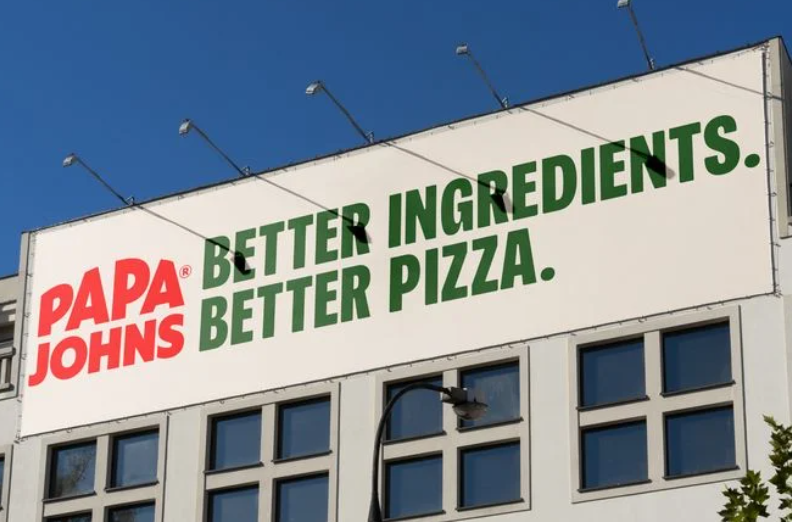 PAPA JOHNS®
BETTER INGREDIENTS.
BETTER PIZZA.